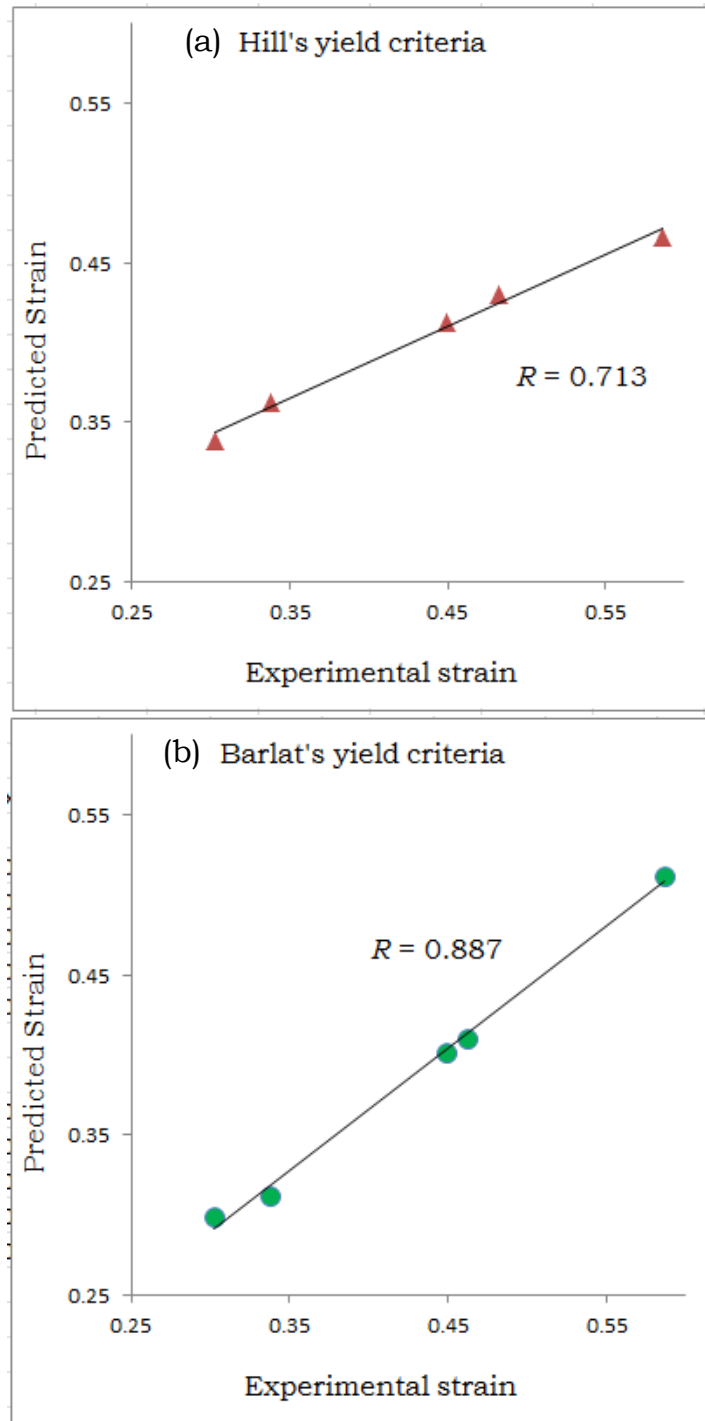 (a) Hill's yield criteria
0.55
0.45
0.35
0.25
Predicted Strain
R = 0.713
0.25 0.35 0.45 0.55
Experimental strain
(b) Barlat's yield criteria
0.55
0.45
0.35
0.25
Predicted Strain
R = 0.887
0.25 0.35 0.45 0.55
Experimental strain